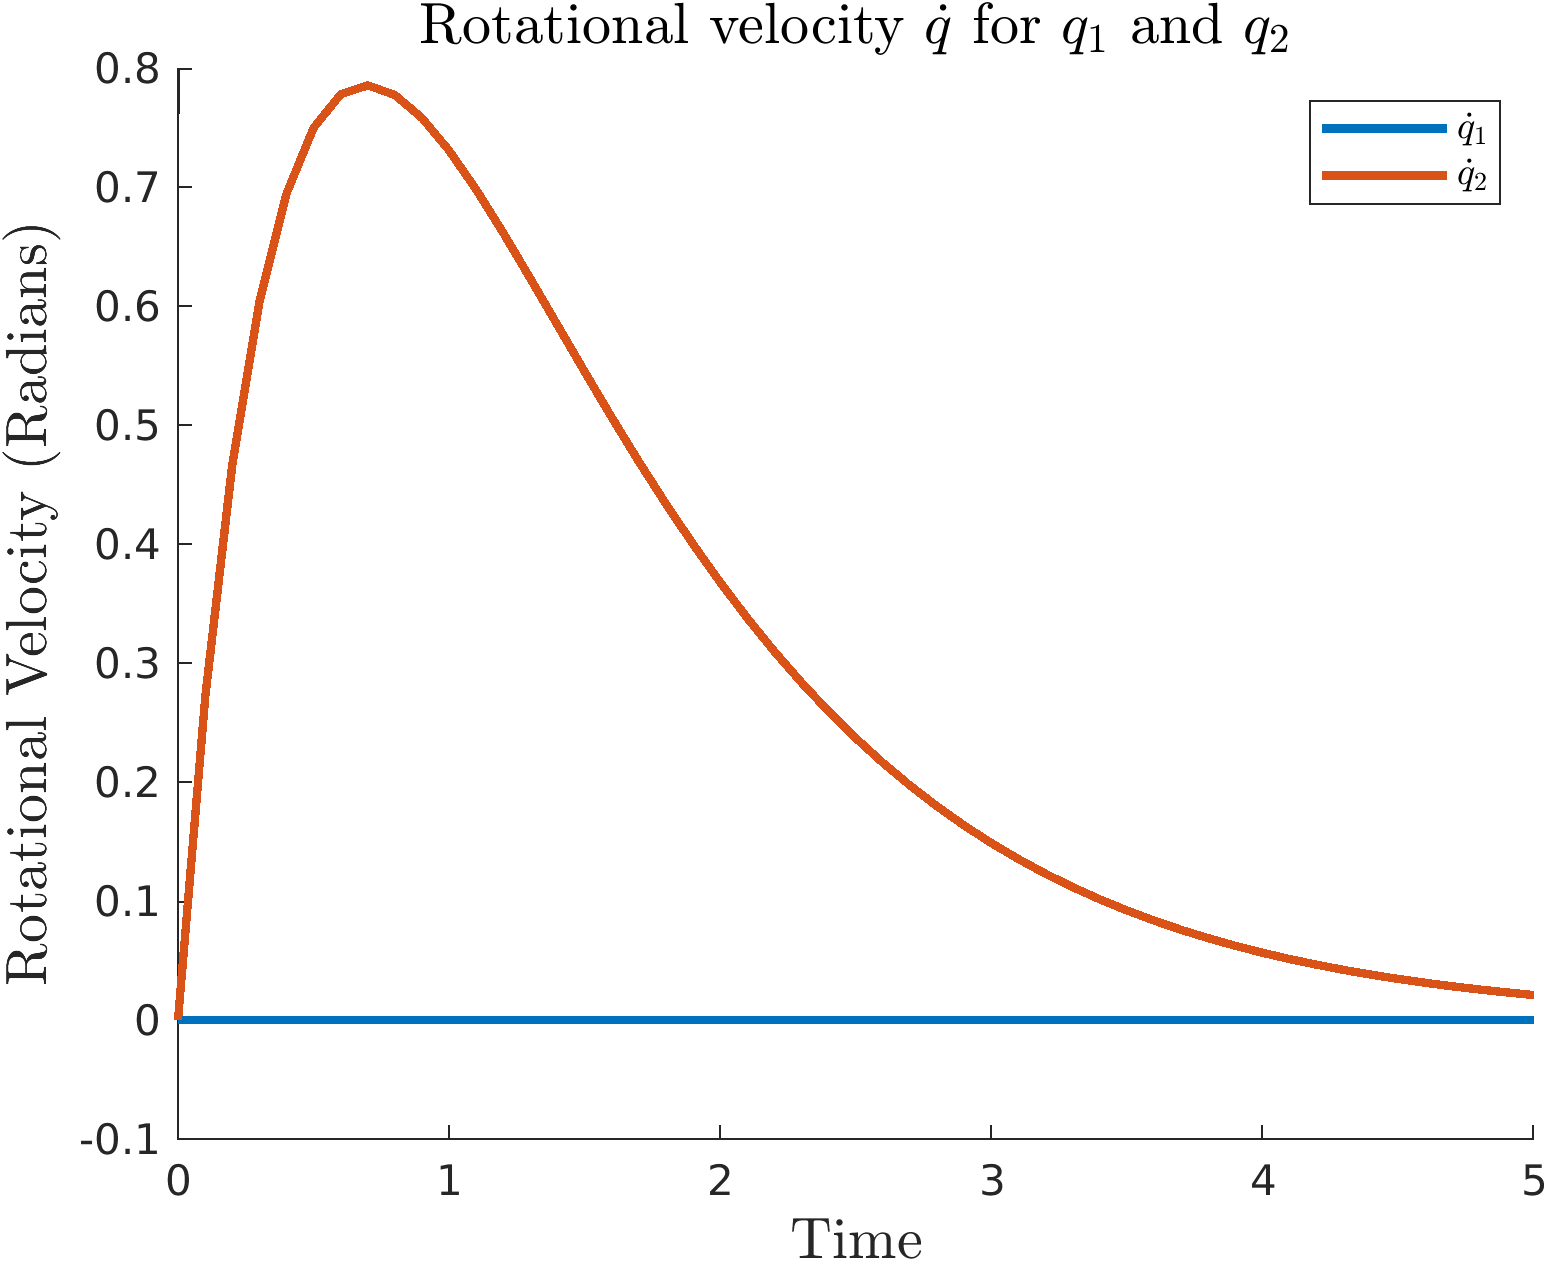 Rotational velocity q̇ for q₁ and q₂
0.8
0.7
0.6
0.5
0.4
0.3
0.2
0.1
0
-0.1
Rotational Velocity (Radians)
q̇₁
q̇₂
0 1 2 3 4 5
Time